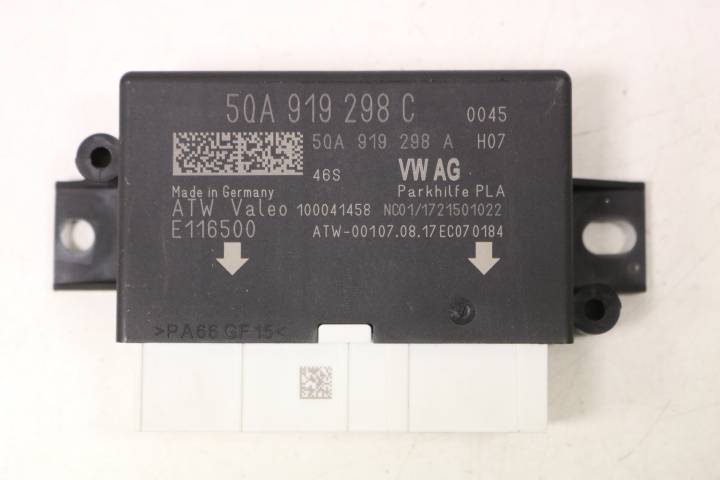 5QA 919 298 C 0045
5QA 919 298 A H07
46S VW AG
Made in Germany Parkhilfe PLA
ATW Valeo 100041458 NC01/1721501022
E116500 ATW-00107.08.17EC070184
>PA66 GF15<